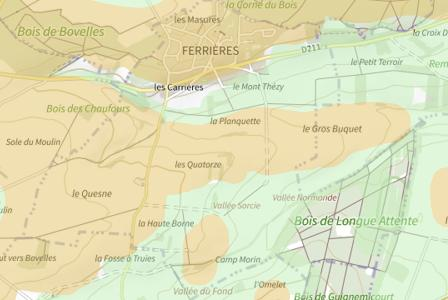 la Corne du Bois
les Masures
Bois de Bovelles
la Croix D
FERRIÈRES
D211
le Petit Terroir
Rem
les Carrières
le Mont Thézy
Bois des Chaufours
la Planquette
le Gros Buquet
Sole du Moulin
les Quatorze
le Quesne
Vallée Normande
Vallée Sorcie
ulin
la Haute Borne
Bois de Longue Attente
ut vers Bovelles
la Fosse à Truies
Camp Morin
l'Omelet
Vallée du Fond
Bois de Guignemicourt